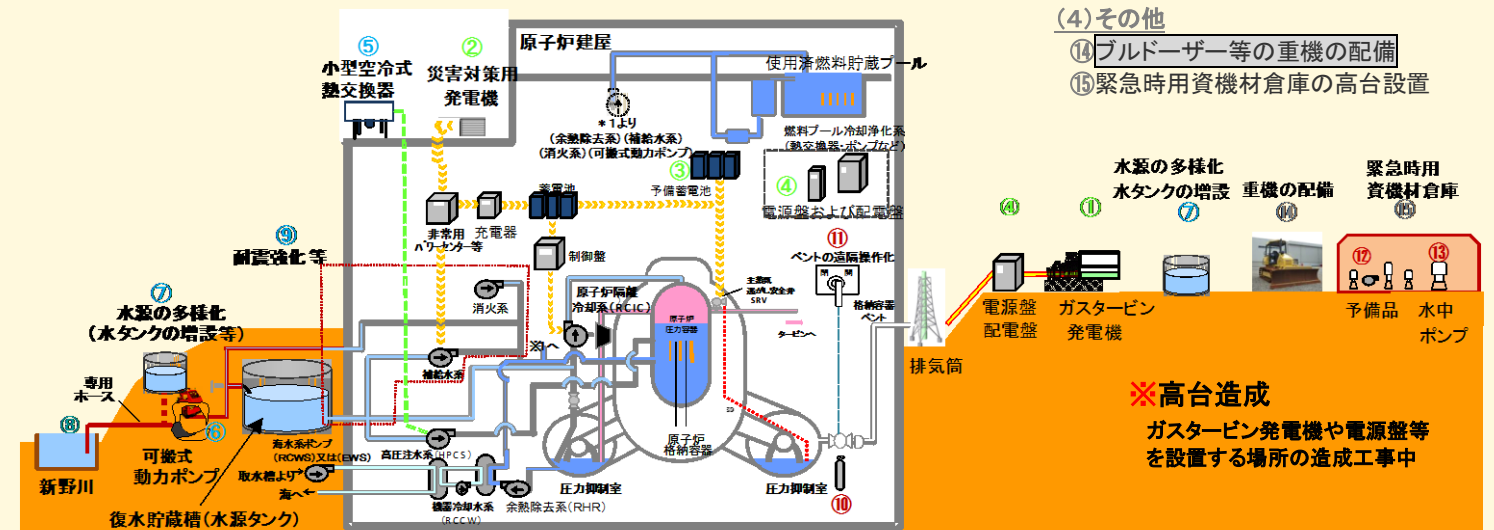 (4)その他
⑭ブルドーザー等の重機の配備
⑮緊急時用資機材倉庫の高台設置
⑤
小型空冷式
熱交換器
②
災害対策用
発電機
原子炉建屋
使用済燃料貯蔵プール
*1より
(余熱除去系)(補給水系)
(消火系)(可搬式動力ポンプ)
燃料プール冷却浄化系
(熱交換器・ポンプなど)
③
予備蓄電池
④
電源盤および配電盤
蓄電池
非常用
パワーセンター等
充電器
制御盤
⑪
ベントの遠隔操作化
閉 開
格納容器
ベント
主蒸気
逃がし安全弁
SRV
⑨
耐震強化等
⑦
水源の多様化
(水タンクの増設等)
消火系
原子炉隔離
冷却系(RCIC)
原子炉
圧力容器
タービンへ
※1へ
補給水系
専用
ホース
⑧
新野川
⑥
可搬式
動力ポンプ
海水系ポンプ
(RCWS)又は(EWS)
取水槽より
海へ
復水貯蔵槽(水源タンク)
高圧注水系(HPCS)
機器冷却水系
(RCCW)
余熱除去系(RHR)
圧力抑制室
原子炉
格納容器
圧力抑制室
⑩
排気筒
④
電源盤
配電盤
①
ガスタービン
発電機
水源の多様化
水タンクの増設
⑦
重機の配備
⑭
緊急時用
資機材倉庫
⑮
⑫
予備品
⑬
水中
ポンプ
※高台造成
ガスタービン発電機や電源盤等
を設置する場所の造成工事中